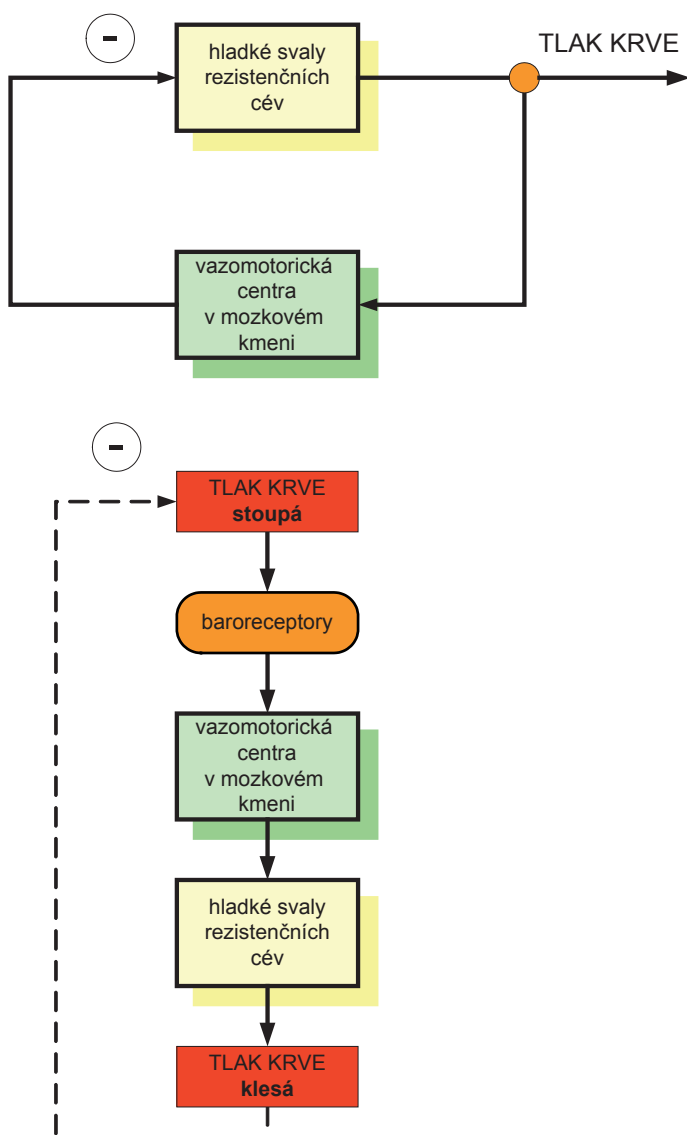 -
hladké svaly
rezistenčních
cév
TLAK KRVE
vazomotorická
centra
v mozkovém
kmeni
-
TLAK KRVE
stoupá
baroreceptory
vazomotorická
centra
v mozkovém
kmeni
hladké svaly
rezistenčních
cév
TLAK KRVE
klesá